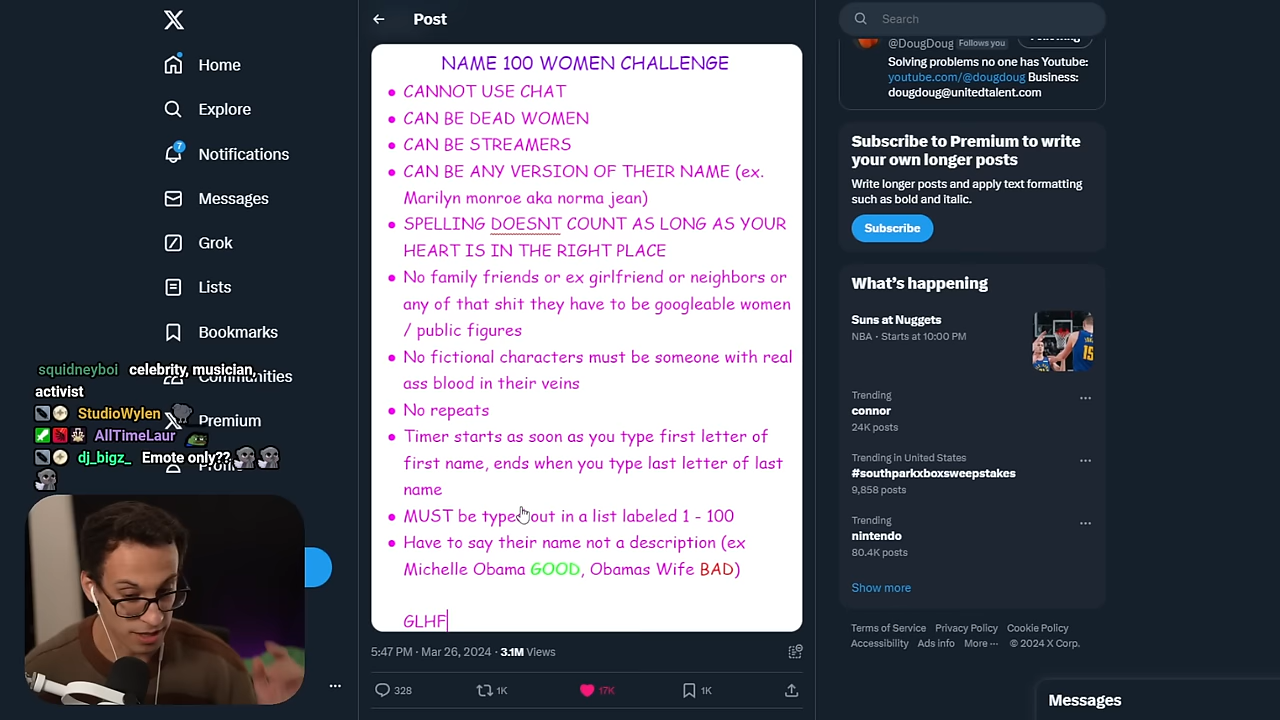 Home
Explore
7
Notifications
Messages
Grok
Lists
Bookmarks
Communities
Premium
squidneyboi celebrity, musician,
activist
StudioWylen
AllTimeLaur
dj_bigz_ Emote only??
Post
NAME 100 WOMEN CHALLENGE
• CANNOT USE CHAT
• CAN BE DEAD WOMEN
• CAN BE STREAMERS
• CAN BE ANY VERSION OF THEIR NAME (ex.
Marilyn monroe aka norma jean)
• SPELLING DOESNT COUNT AS LONG AS YOUR
HEART IS IN THE RIGHT PLACE
• No family friends or ex girlfriend or neighbors or
any of that shit they have to be googleable women
/ public figures
• No fictional characters must be someone with real
ass blood in their veins
• No repeats
• Timer starts as soon as you type first letter of
first name, ends when you type last letter of last
name
• MUST be typed out in a list labeled 1 - 100
• Have to say their name not a description (ex
Michelle Obama GOOD, Obamas Wife BAD)
GLHF
5:47 PM · Mar 26, 2024 · 3.1M Views
328
1K
17K
1K
Search
@DougDoug Follows you
Following
Solving problems no one has Youtube:
youtube.com/@dougdoug Business:
dougdoug@unitedtalent.com
Subscribe to Premium to write
your own longer posts
Write longer posts and apply text formatting
such as bold and italic.
Subscribe
What's happening
Suns at Nuggets
NBA · Starts at 10:00 PM
15
Trending
connor
24K posts
Trending in United States
#southparkxboxsweepstakes
9,858 posts
Trending
nintendo
80.4K posts
Show more
Terms of Service Privacy Policy Cookie Policy
Accessibility Ads info More ··· © 2024 X Corp.
Messages